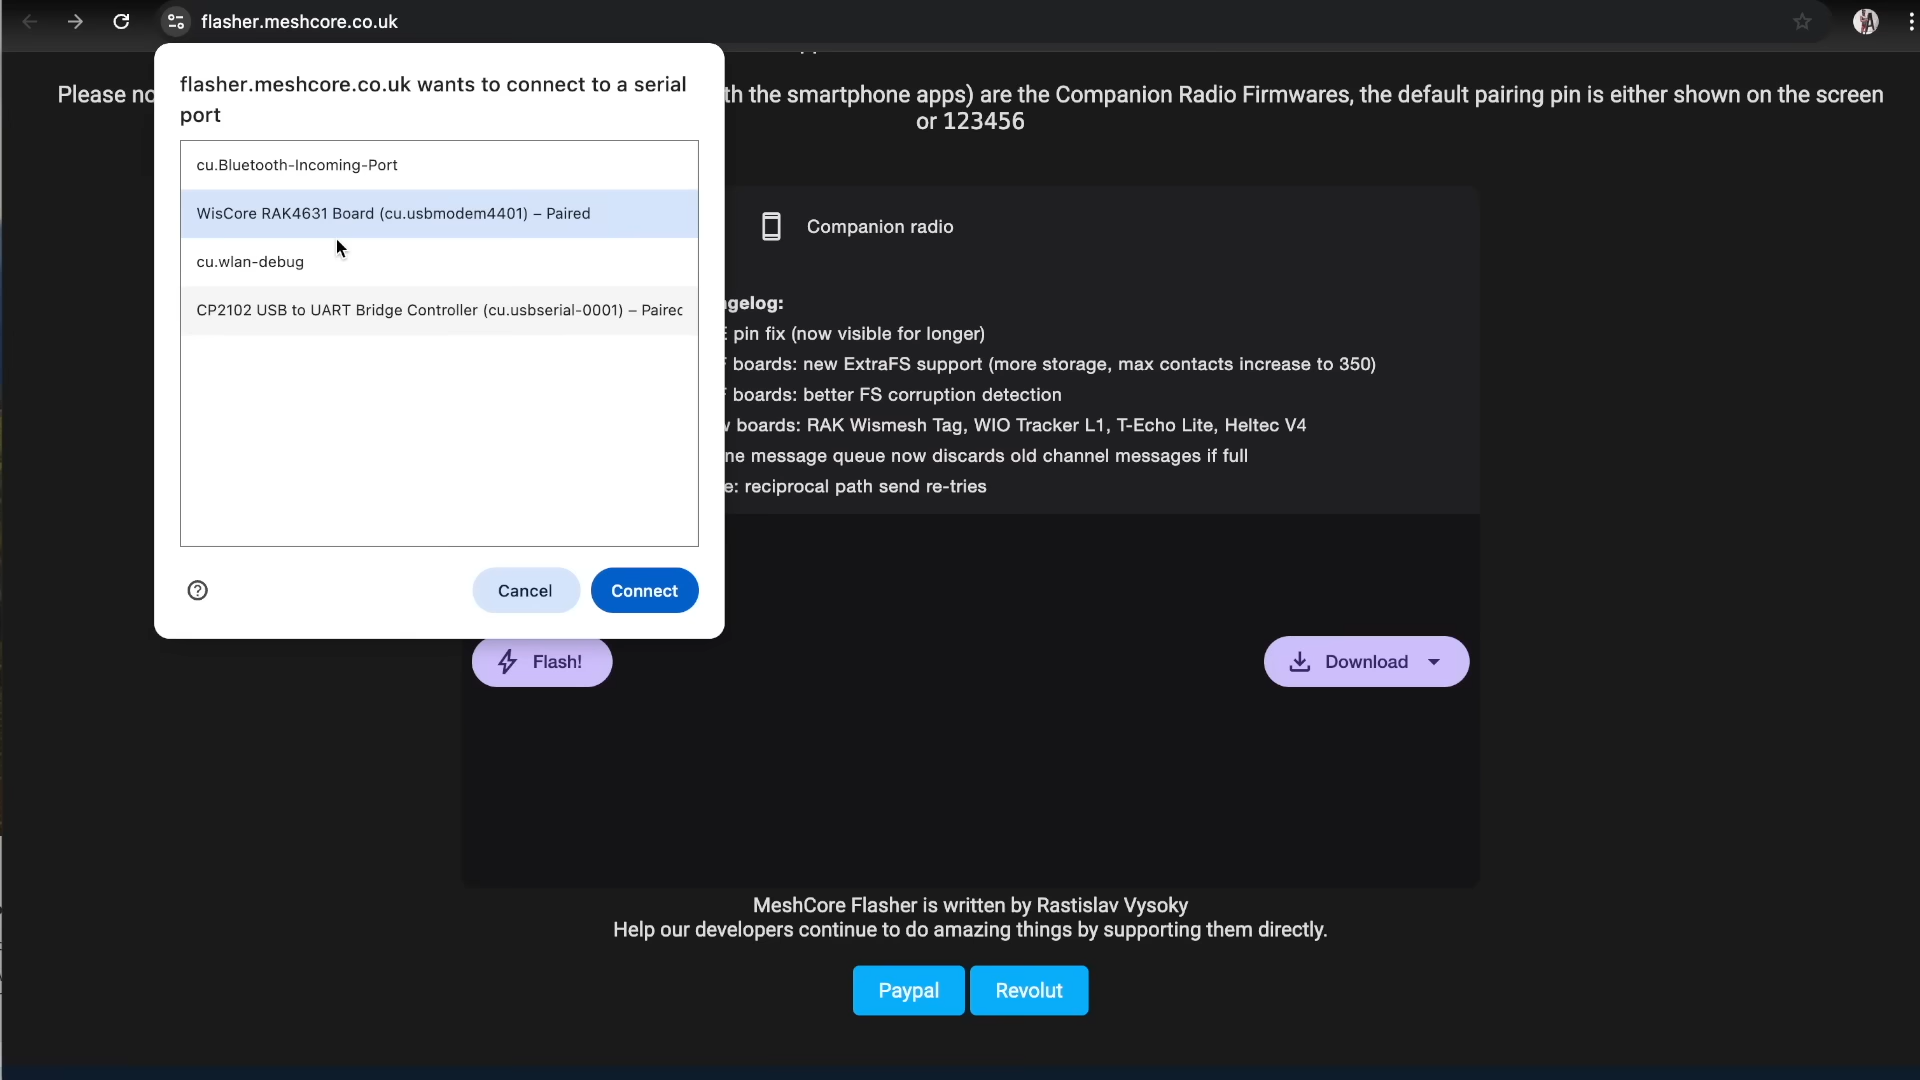 flasher.meshcore.co.uk
flasher.meshcore.co.uk wants to connect to a serial
port
cu.Bluetooth-Incoming-Port
WisCore RAK4631 Board (cu.usbmodem4401) – Paired
cu.wlan-debug
CP2102 USB to UART Bridge Controller (cu.usbserial-0001) –
Cancel
Connect
Please
the smartphone apps) are the Companion Radio Firmwares, the default pairing pin is either shown on the screen
or 123456
Companion radio
pin fix (now visible for longer)
boards: new ExtraFS support (more storage, max contacts increase to 350)
boards: better FS corruption detection
boards: RAK Wismesh Tag, WIO Tracker L1, T-Echo Lite, Heltec V4
message queue now discards old channel messages if full
reciprocal path send re-tries
Flash!
Download
MeshCore Flasher is written by Rastislav Vysoky
Help our developers continue to do amazing things by supporting them directly.
Paypal
Revolut